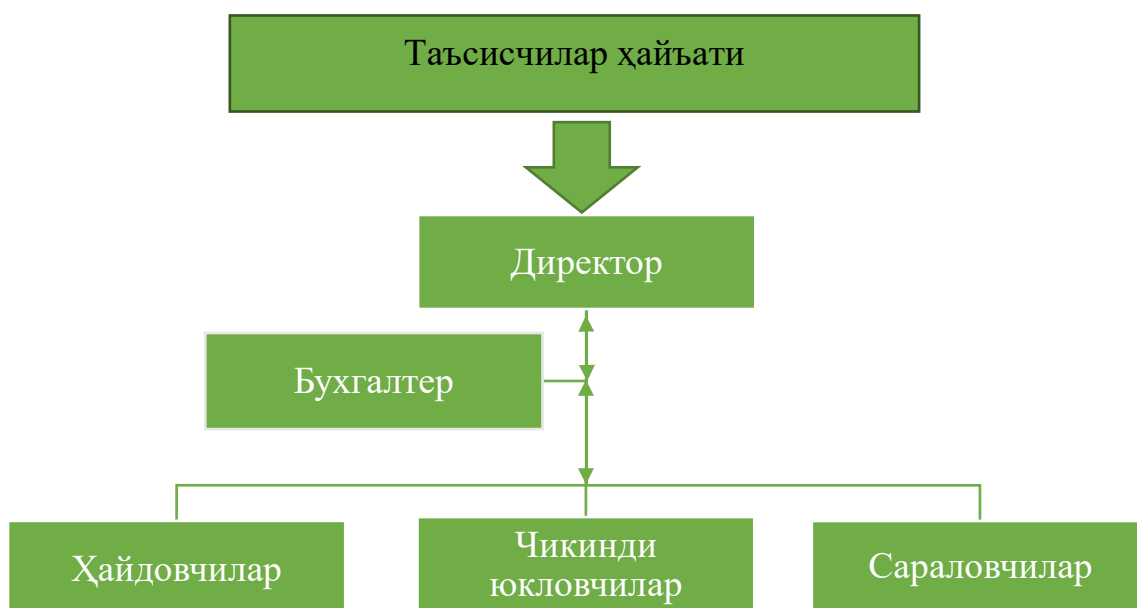 Таъсисчилар ҳайъати
Директор
Бухгалтер
Ҳайдовчилар
Чикинди
юкловчилар
Сараловчилар